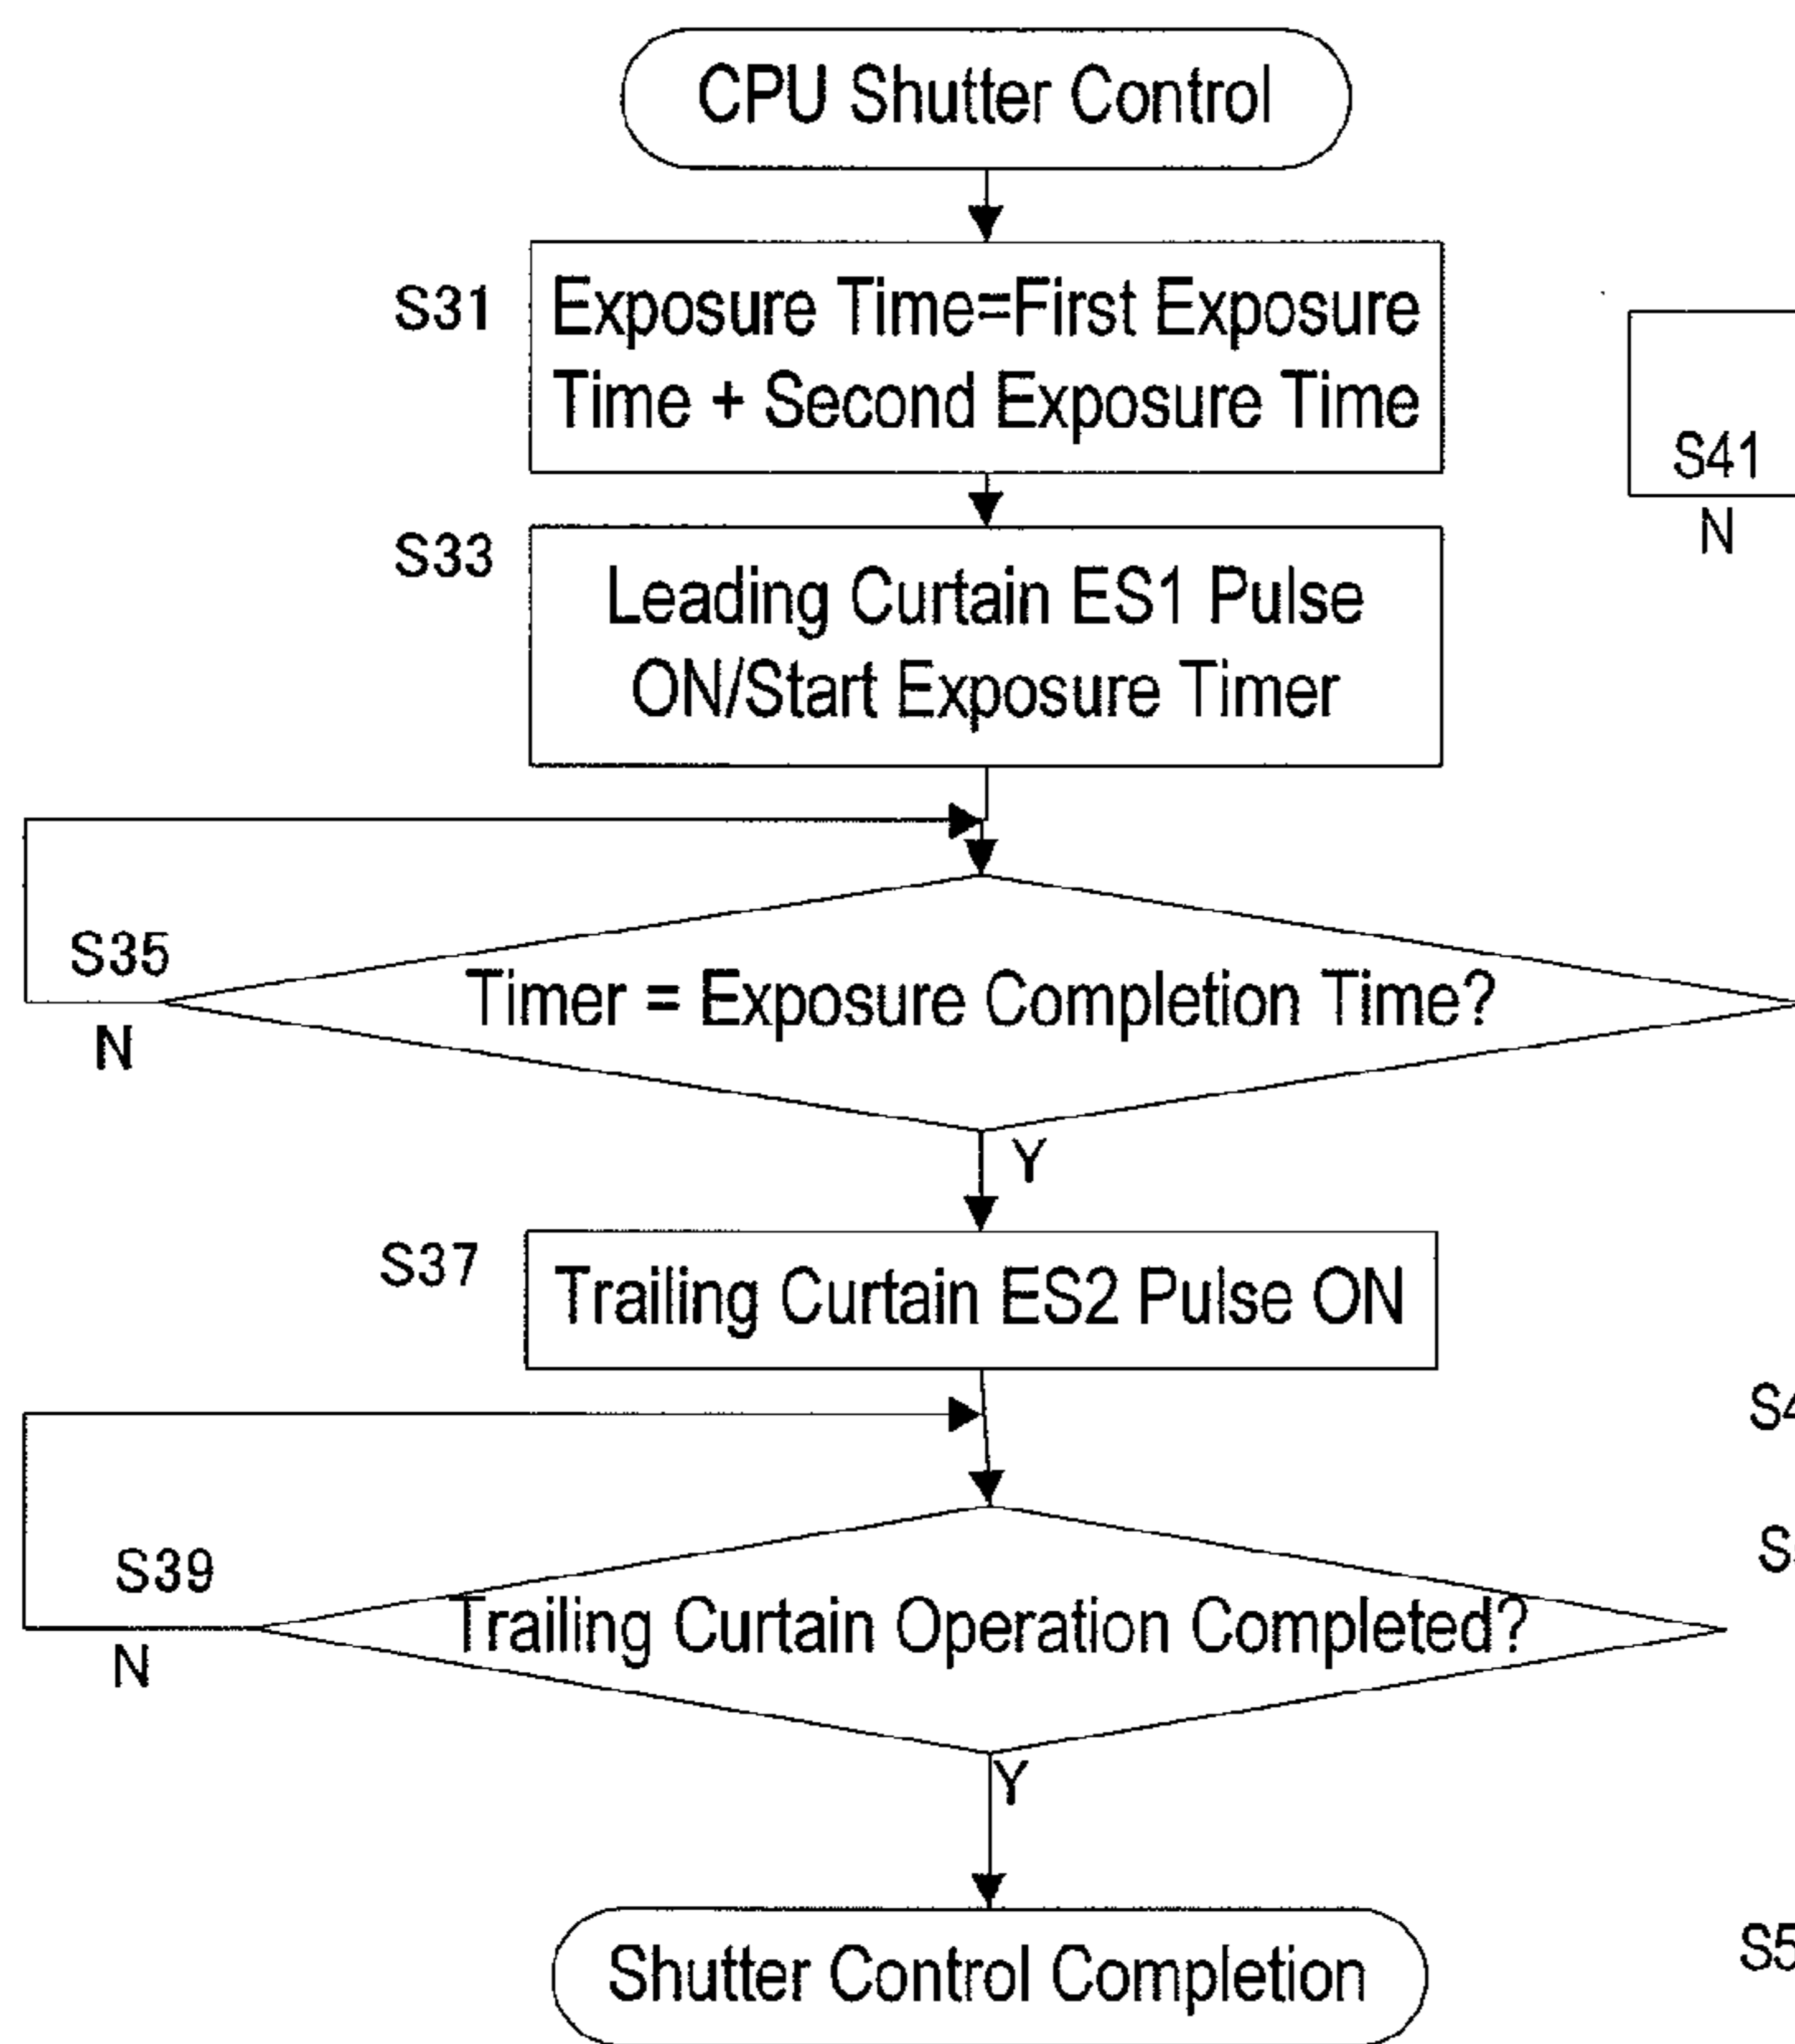 CPU Shutter Control
S31
Exposure Time=First Exposure
Time + Second Exposure Time
S33
Leading Curtain ES1 Pulse
ON/Start Exposure Timer
S35
Timer = Exposure Completion Time?
N
Y
S37
Trailing Curtain ES2 Pulse ON
S39
Trailing Curtain Operation Completed?
N
Y
Shutter Control Completion
S41
N